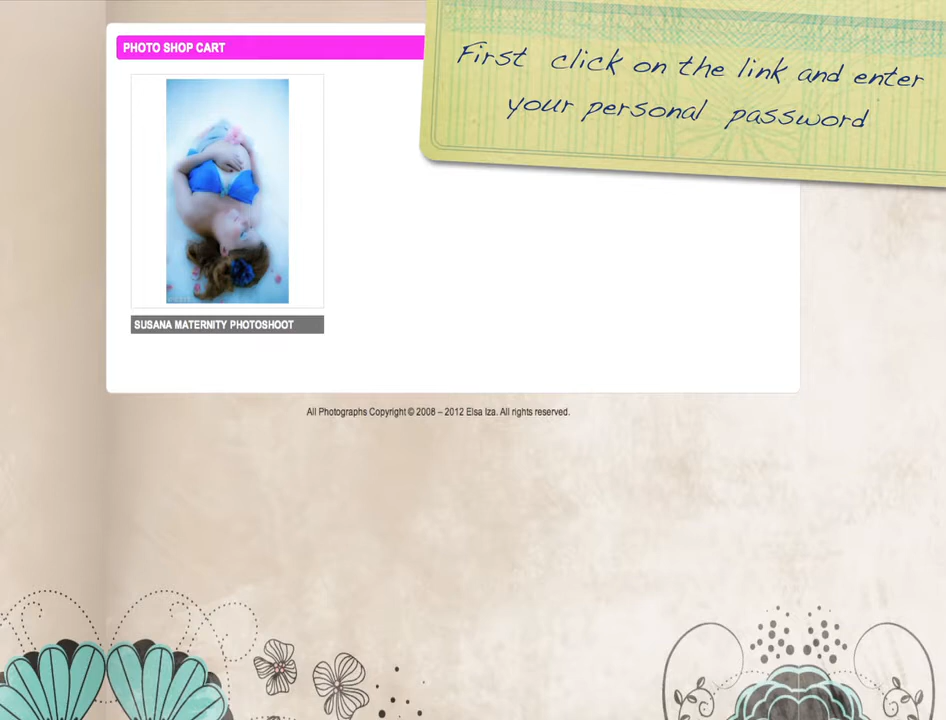 PHOTO SHOP CART
First click on the link and enter
your personal password
SUSANA MATERNITY PHOTOSHOOT
All Photographs Copyright © 2008 – 2012 Elsa Iza. All rights reserved.